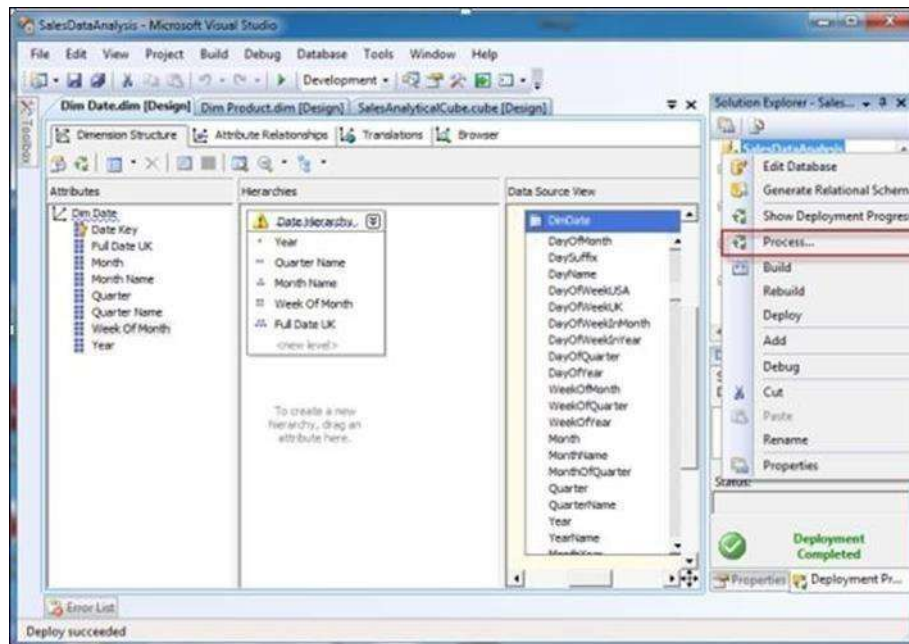 SalesDataAnalysis - Microsoft Visual Studio
File Edit View Project Build Debug Database Tools Window Help
Development
Toolbox
Dim Date.dim [Design] Dim Product.dim [Design] SalesAnalyticalCube.cube [Design]
Dimension Structure Attribute Relationships Translations Browser
Attributes
Dim Date
Date Key
Full Date UK
Month
Month Name
Quarter
Quarter Name
Week Of Month
Year
Hierarchies
Date Hierarchy
Year
Quarter Name
Month Name
Week Of Month
Full Date UK
<new level>
To create a new
hierarchy, drag an
attribute here.
Data Source View
DimDate
DayOfMonth
DaySuffix
DayName
DayOfWeekUSA
DayOfWeekUK
DayOfWeekInMonth
DayOfWeekInYear
DayOfQuarter
DayOfYear
WeekOfMonth
WeekOfQuarter
WeekOfYear
Month
MonthName
MonthOfQuarter
Quarter
QuarterName
Year
YearName
MonthYear
Solution Explorer - Sales...
SalesDataAnalysis
Edit Database
Generate Relational Schem
Show Deployment Progres
Process...
Build
Rebuild
Deploy
Add
Debug
Cut
Paste
Rename
Properties
Status:
Deployment
Completed
Properties Deployment Pr...
Error List
Deploy succeeded